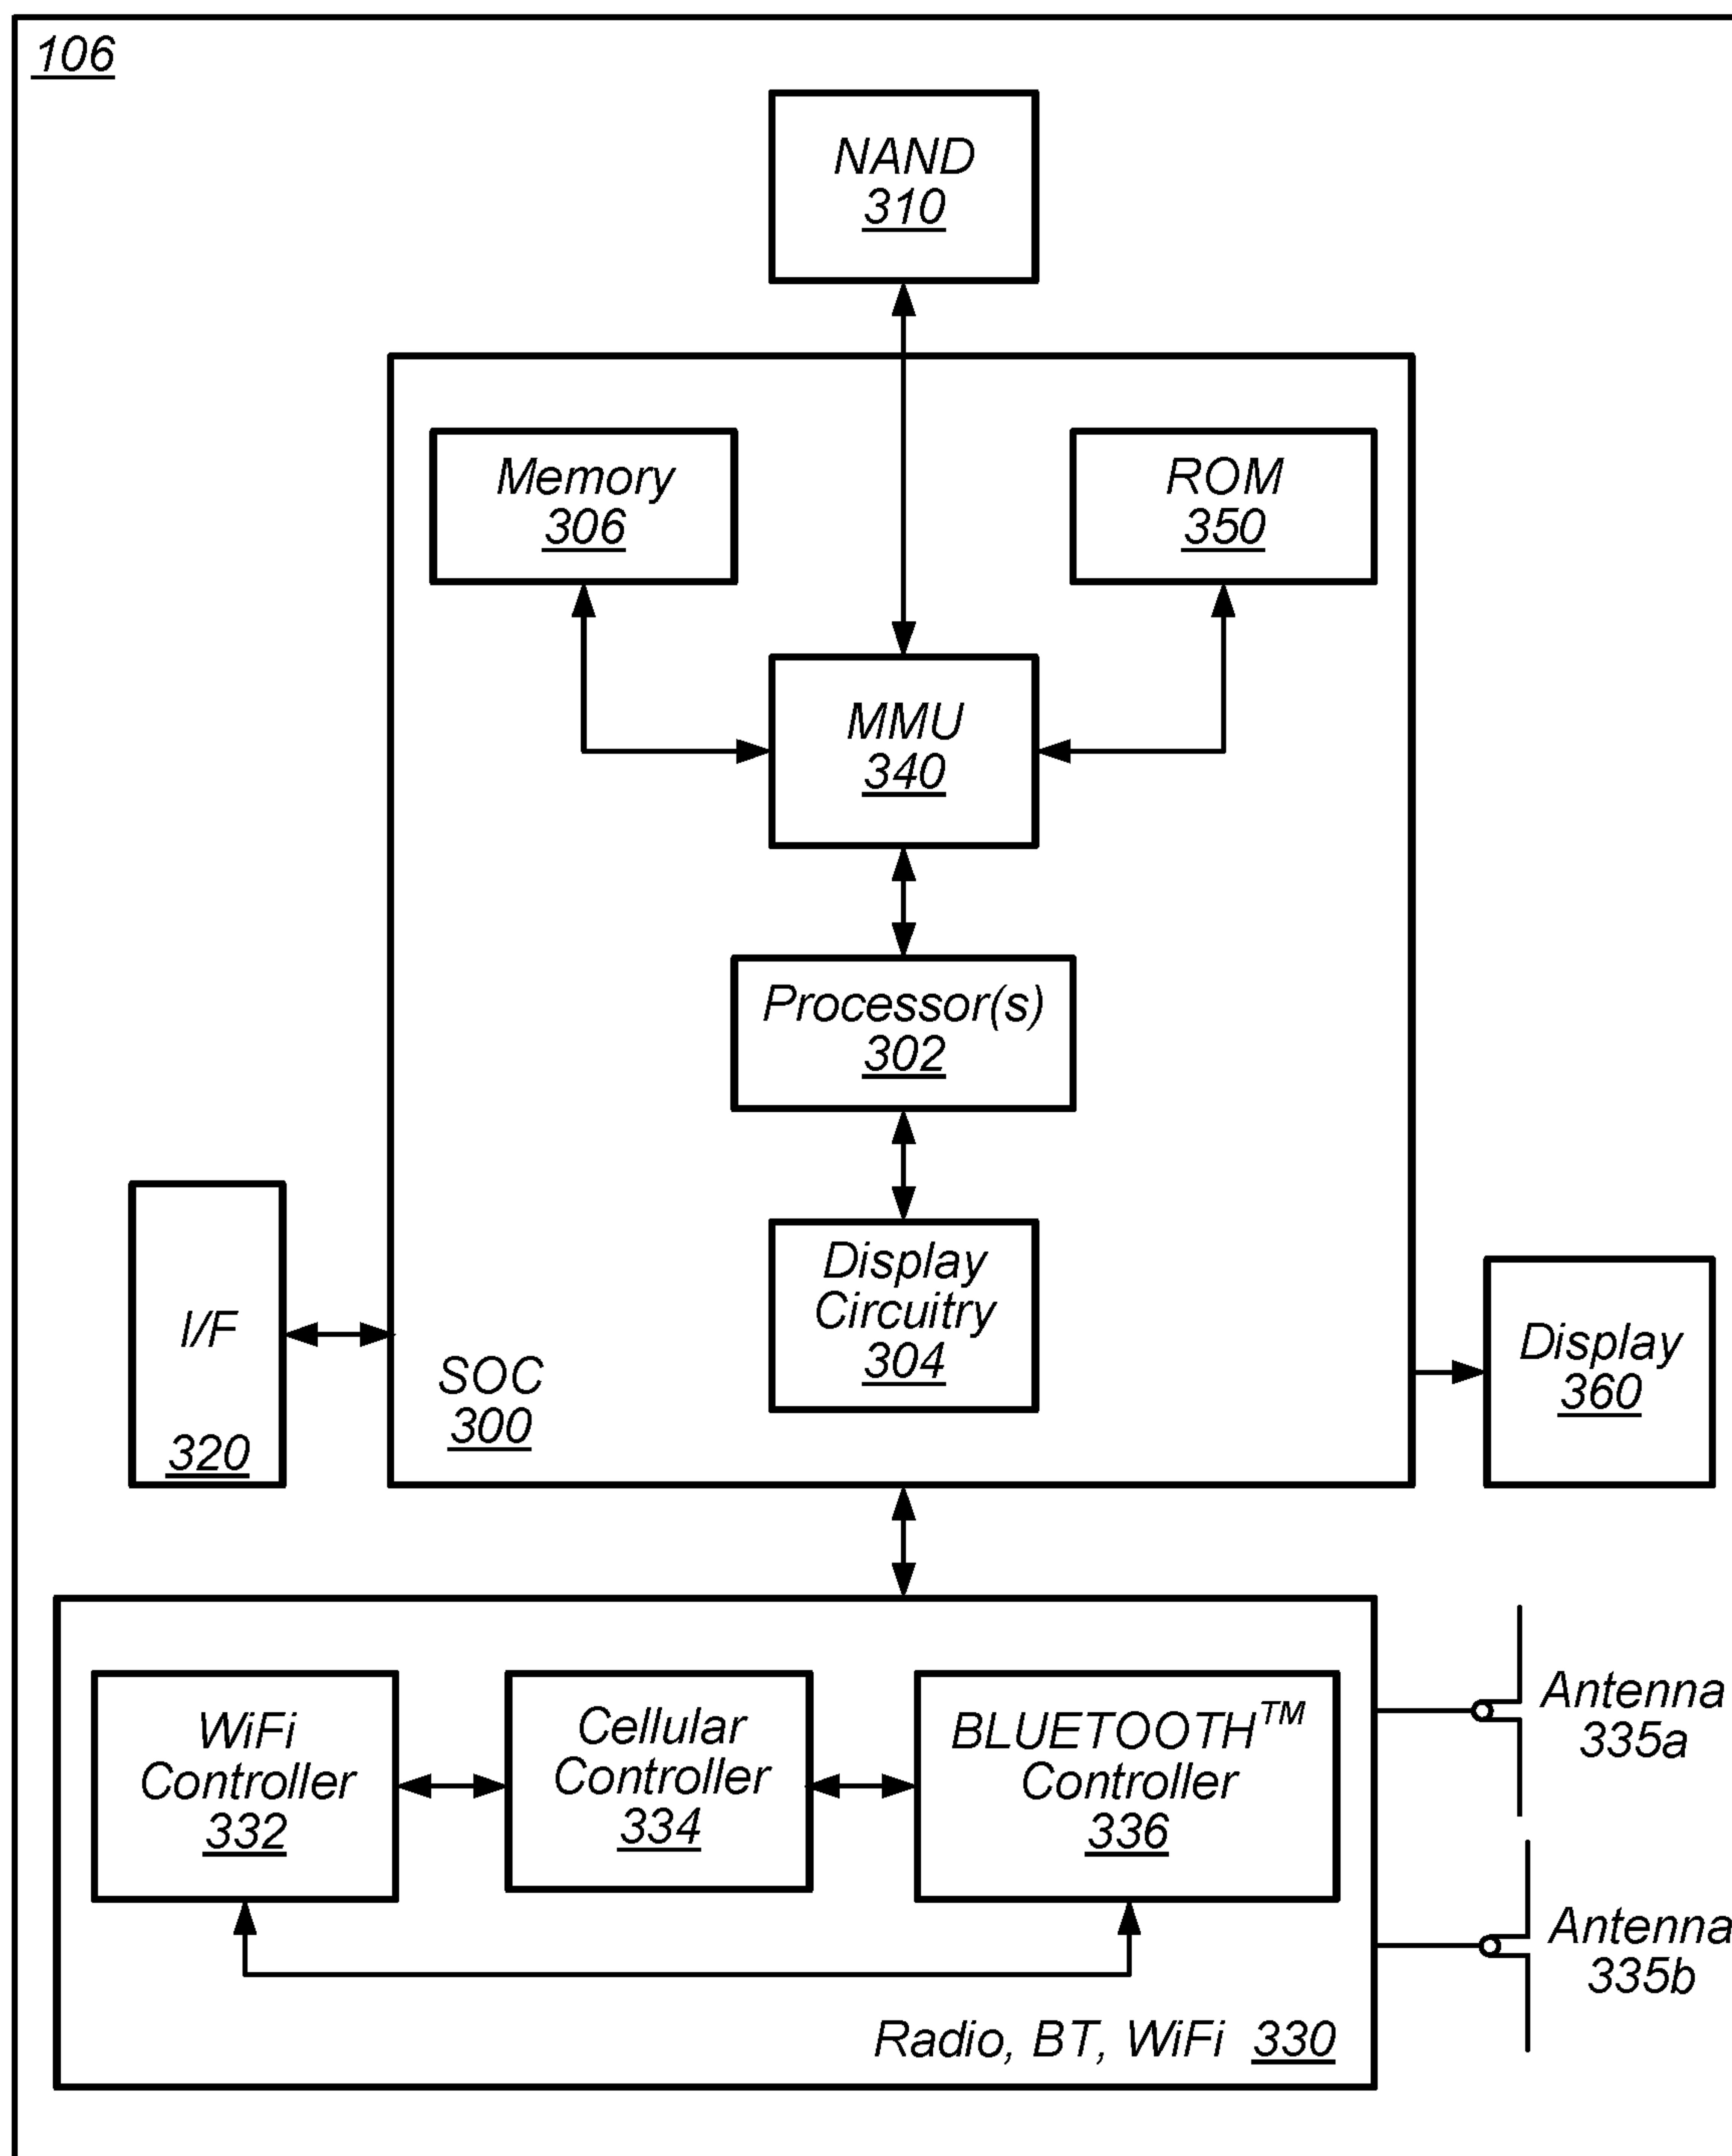 106
NAND
310
Memory
306
ROM
350
MMU
340
Processor(s)
302
Display
Circuitry
304
I/F
320
SOC
300
Display
360
WiFi
Controller
332
Cellular
Controller
334
BLUETOOTH™
Controller
336
Antenna
335a
Antenna
335b
Radio, BT, WiFi 330